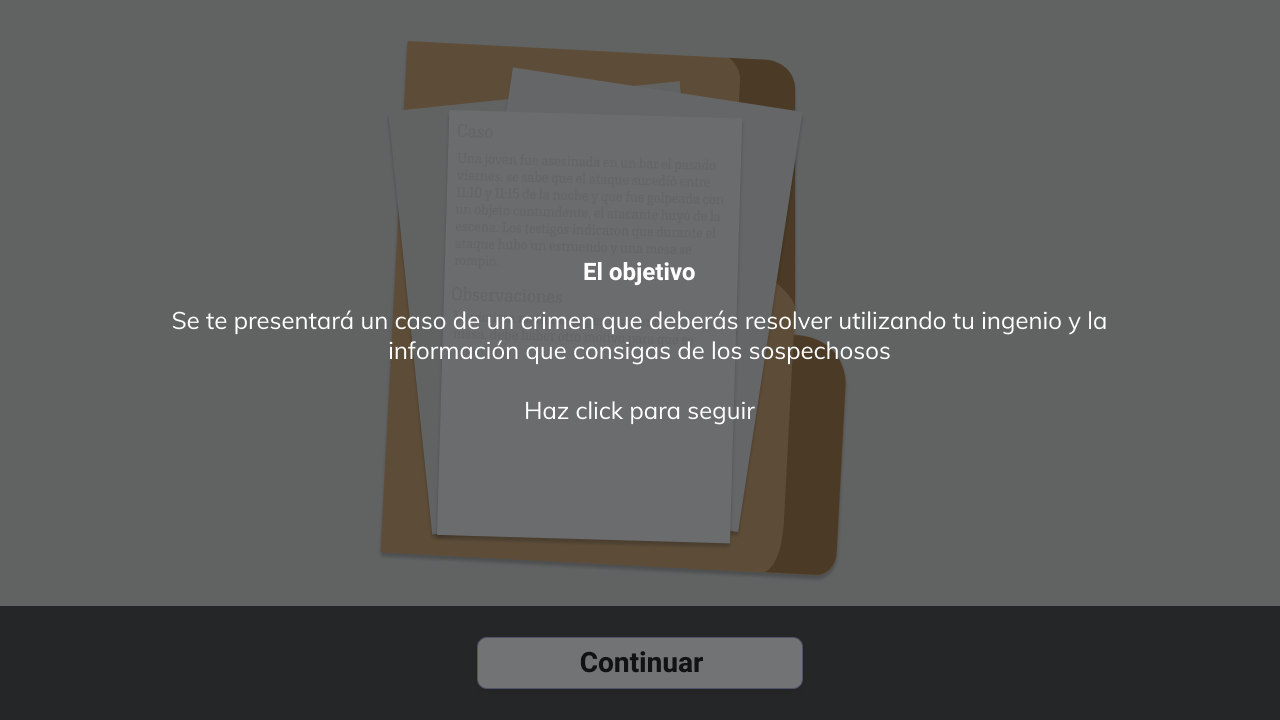 Caso
Una joven fue asesinada en un bar el pasado
viernes, se sabe que el ataque sucedió entre
11:10 y 11:15 de la noche y que fue golpeada con
un objeto contundente, el atacante huyo de la
escena. Los testigos indicaron que durante el
ataque hubo un estruendo y una mesa se
rompió.
El objetivo
Observaciones
Se te presentará un caso de un crimen que deberás resolver utilizando tu ingenio y la
información que consigas de los sospechosos
Haz click para seguir
Continuar